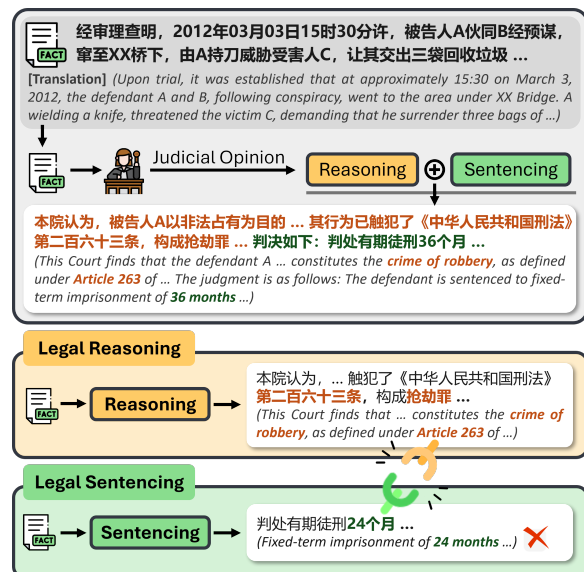 经审理查明，2012年03月03日15时30分许，被告人A伙同B经预谋，
窜至XX桥下，由A持刀威胁受害人C，让其交出三袋回收垃圾 ...
[Translation] (Upon trial, it was established that at approximately 15:30 on March 3,
2012, the defendant A and B, following conspiracy, went to the area under XX Bridge. A
wielding a knife, threatened the victim C, demanding that he surrender three bags of …)
FACT
FACT
Judicial Opinion
Reasoning
Sentencing
本院认为，被告人A以非法占有为目的 ... 其行为已触犯了《中华人民共和国刑法》
第二百六十三条，构成抢劫罪 ... 判决如下：判处有期徒刑36个月 ...
(This Court finds that the defendant A … constitutes the crime of robbery, as defined
under Article 263 of … The judgment is as follows: The defendant is sentenced to fixed-
term imprisonment of 36 months …)
Legal Reasoning
FACT
Reasoning
本院认为，... 触犯了《中华人民共和国刑法》
第二百六十三条，构成抢劫罪 ...
(This Court finds that … constitutes the crime of
robbery, as defined under Article 263 of …)
Legal Sentencing
FACT
Sentencing
判处有期徒刑24个月 ...
(Fixed-term imprisonment of 24 months …)